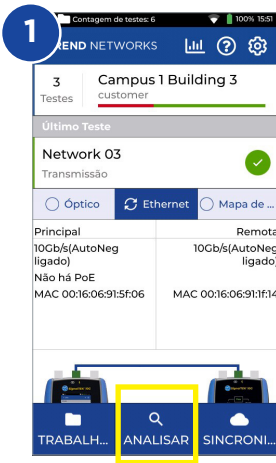 1
Contagem de testes: 6
100% 15:51
REND NETWORKS
3
Testes
Campus 1 Building 3
customer
Último Teste
Network 03
Transmissão
Óptico
Ethernet
Mapa de ...
Principal
Remota
10Gb/s(AutoNeg
ligado)
10Gb/s(AutoNeg
ligado)
Não há PoE
MAC 00:16:06:91:5f:06
MAC 00:16:06:91:1f:14
TRABALH...
ANALISAR
SINCRONI...